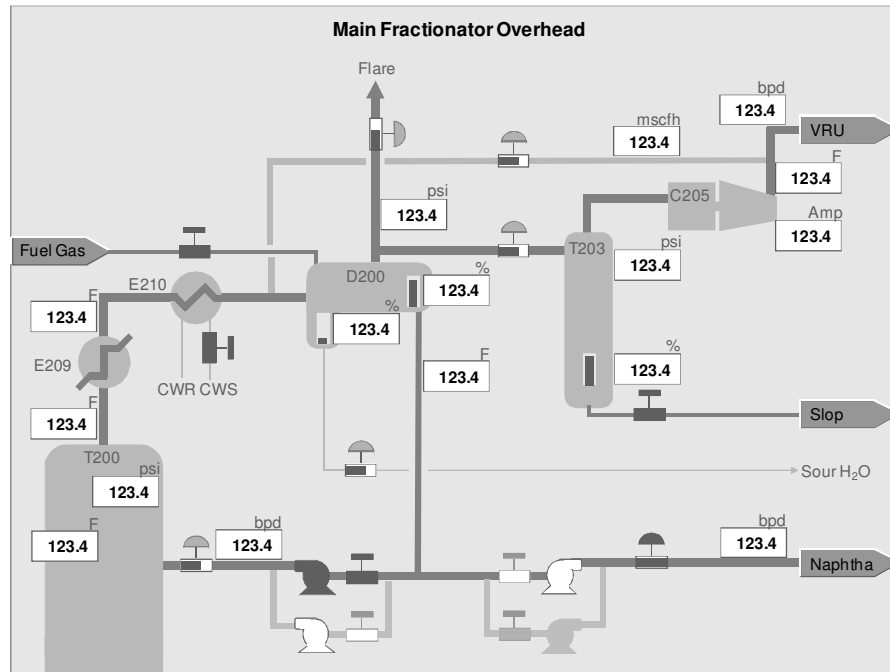 Main Fractionator Overhead
Flare
bpd
123.4
VRU
mscfh
123.4
F
123.4
psi
123.4
C205
Amp
123.4
Fuel Gas
T203
psi
123.4
E210
D200
%
123.4
F
123.4
%
123.4
E209
F
123.4
%
123.4
CWR CWS
F
123.4
Slop
T200
psi
123.4
Sour H₂O
F
123.4
bpd
123.4
bpd
123.4
Naphtha